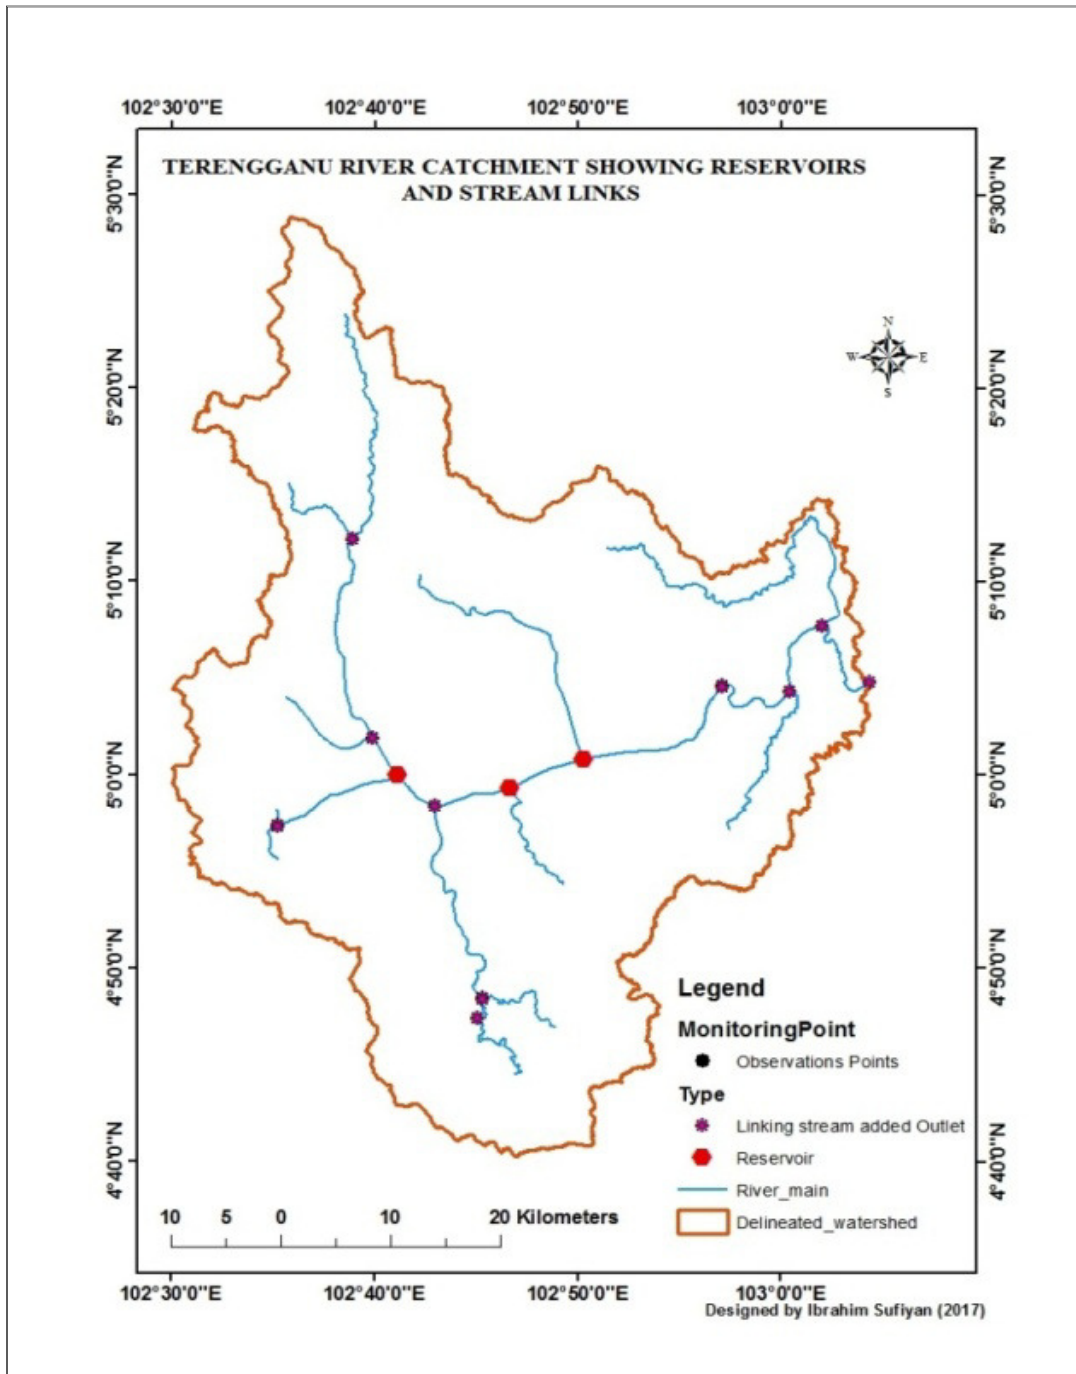 102°30'0"E 102°40'0"E 102°50'0"E 103°0'0"E
TERENGGANU RIVER CATCHMENT SHOWING RESERVOIRS
AND STREAM LINKS
5°30'0"N 5°30'0"N
N
W E
S
5°20'0"N 5°20'0"N
5°10'0"N 5°10'0"N
5°0'0"N 5°0'0"N
4°50'0"N 4°50'0"N
Legend
MonitoringPoint
Observations Points
Type
Linking stream added Outlet
Reservoir
River_main
Delineated_watershed
4°40'0"N 4°40'0"N
10 5 0 10 20 Kilometers
102°30'0"E 102°40'0"E 102°50'0"E 103°0'0"E
Designed by Ibrahim Sufiyan (2017)